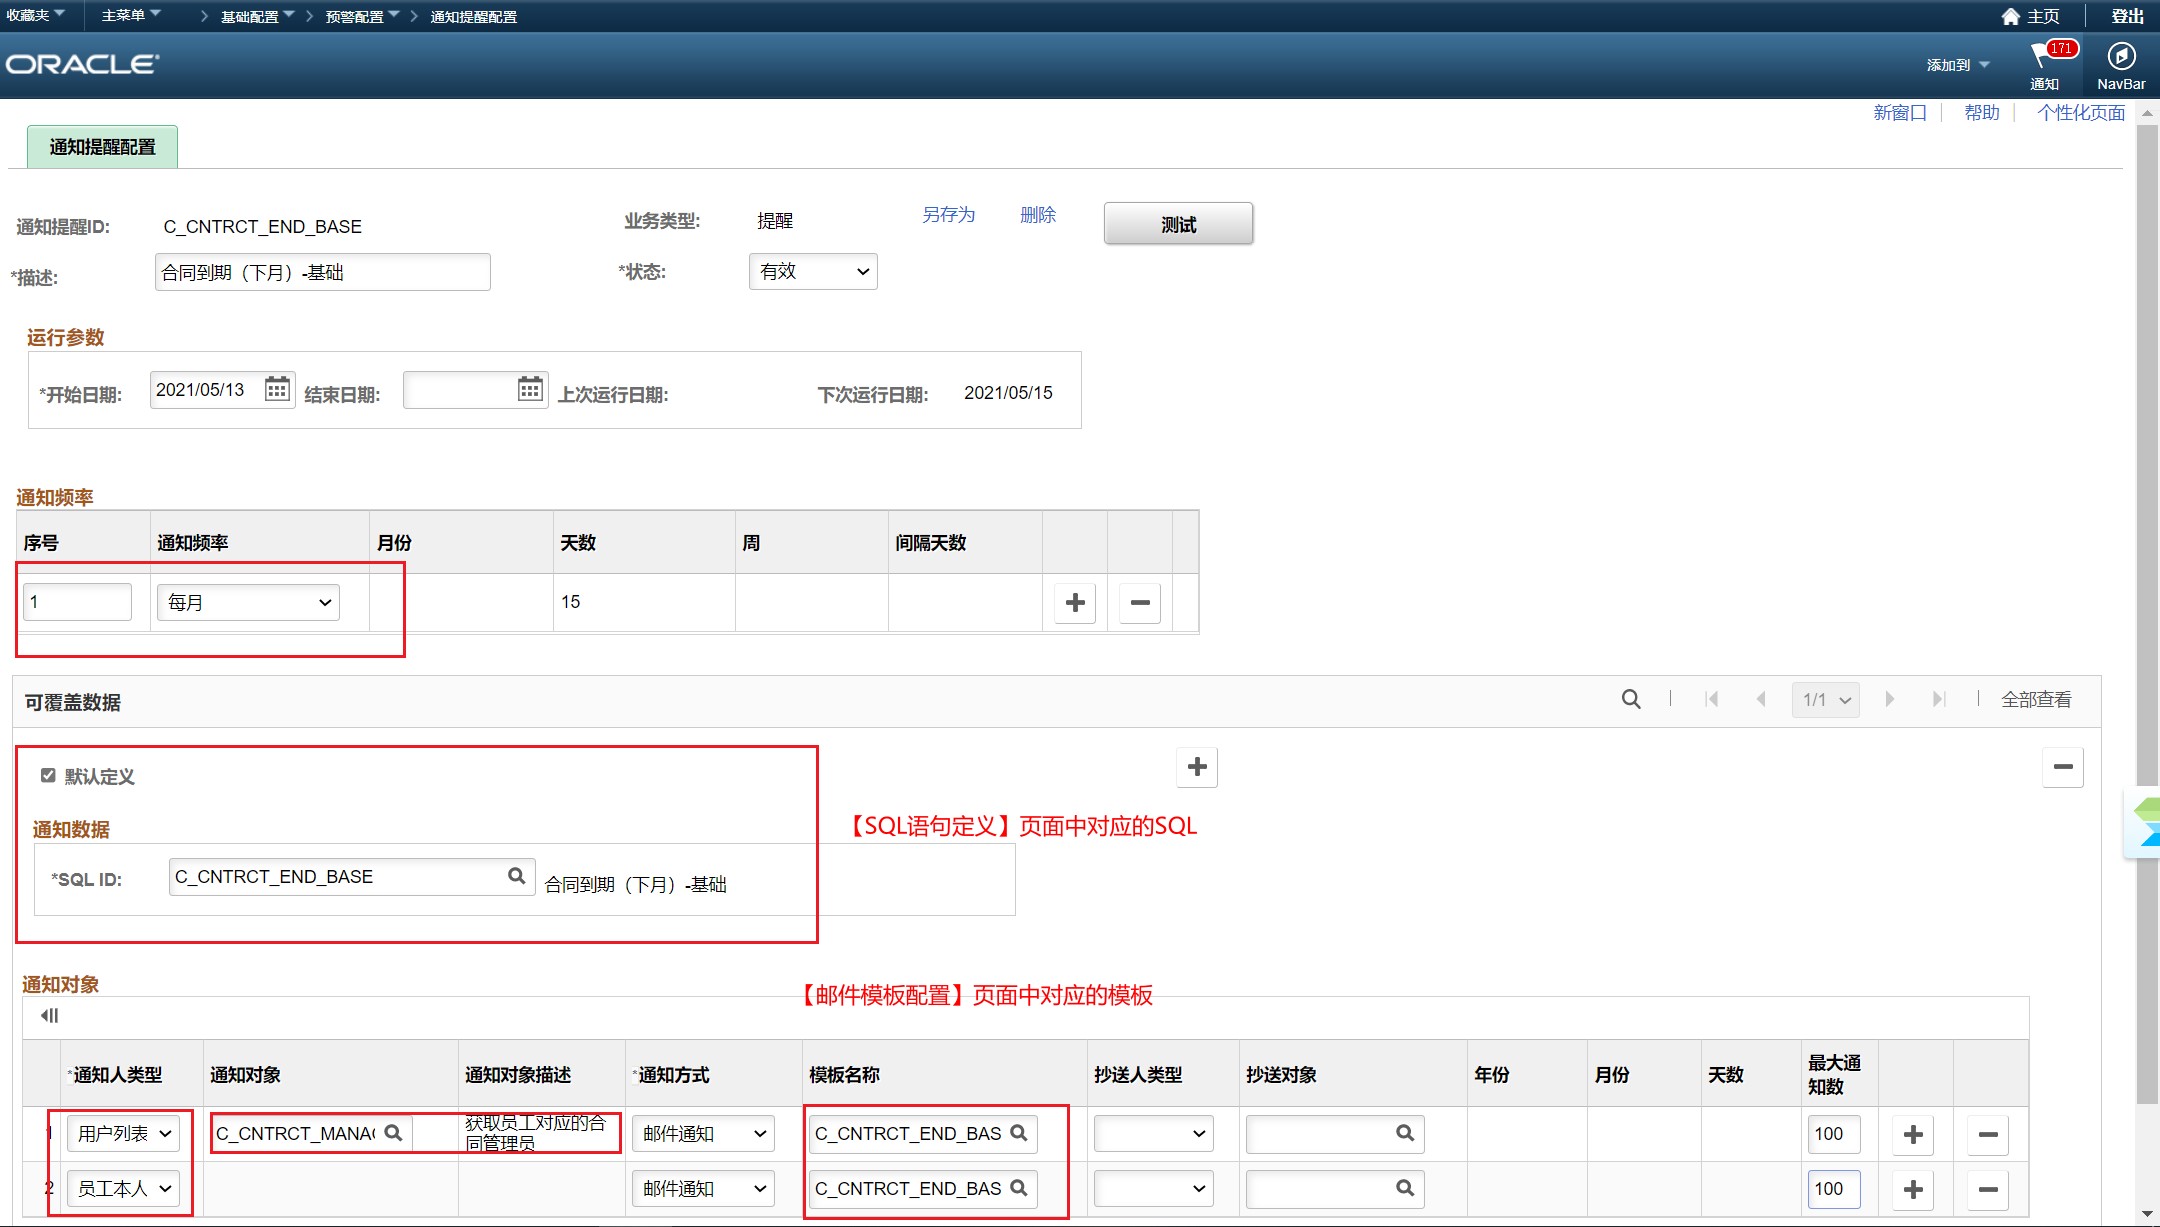 收藏夹 主菜单 基础配置 预警配置 通知提醒配置 主页 登出
ORACLE 添加到 171 通知 NavBar
新窗口 帮助 个性化页面
通知提醒配置
通知提醒ID: C_CNTRCT_END_BASE 业务类型: 提醒 另存为 删除 测试
*描述: 合同到期（下月）-基础 *状态: 有效
运行参数
*开始日期: 2021/05/13 结束日期: 上次运行日期: 下次运行日期: 2021/05/15
通知频率
序号 通知频率 月份 天数 周 间隔天数
1 每月 15
可覆盖数据 1/1 全部查看
默认定义
通知数据
【SQL语句定义】页面中对应的SQL
*SQL ID: C_CNTRCT_END_BASE 合同到期（下月）-基础
通知对象
【邮件模板配置】页面中对应的模板
*通知人类型 通知对象 通知对象描述 *通知方式 模板名称 抄送人类型 抄送对象 年份 月份 天数 最大通
知数
1 用户列表 C_CNTRCT_MANA 获取员工对应的合
同管理员 邮件通知 C_CNTRCT_END_BAS 100
2 员工本人 邮件通知 C_CNTRCT_END_BAS 100